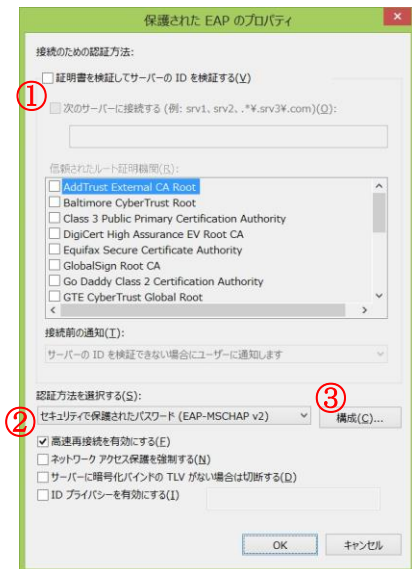 保護された EAP のプロパティ
×
接続のための認証方法:
証明書を検証してサーバーの ID を検証する(V)
①
次のサーバーに接続する (例: srv1、srv2、.*¥.srv3¥.com)(O):
信頼されたルート証明機関(R):
AddTrust External CA Root
Baltimore CyberTrust Root
Class 3 Public Primary Certification Authority
DigiCert High Assurance EV Root CA
Equifax Secure Certificate Authority
GlobalSign Root CA
Go Daddy Class 2 Certification Authority
GTE CyberTrust Global Root
接続前の通知(T):
サーバーの ID を検証できない場合にユーザーに通知します
認証方法を選択する(S):
③
②
セキュリティで保護されたパスワード (EAP-MSCHAP v2)
構成(C)...
高速再接続を有効にする(F)
ネットワーク アクセス保護を強制する(N)
サーバーに暗号化バインドの TLV がない場合は切断する(D)
ID プライバシーを有効にする(I)
OK
キャンセル